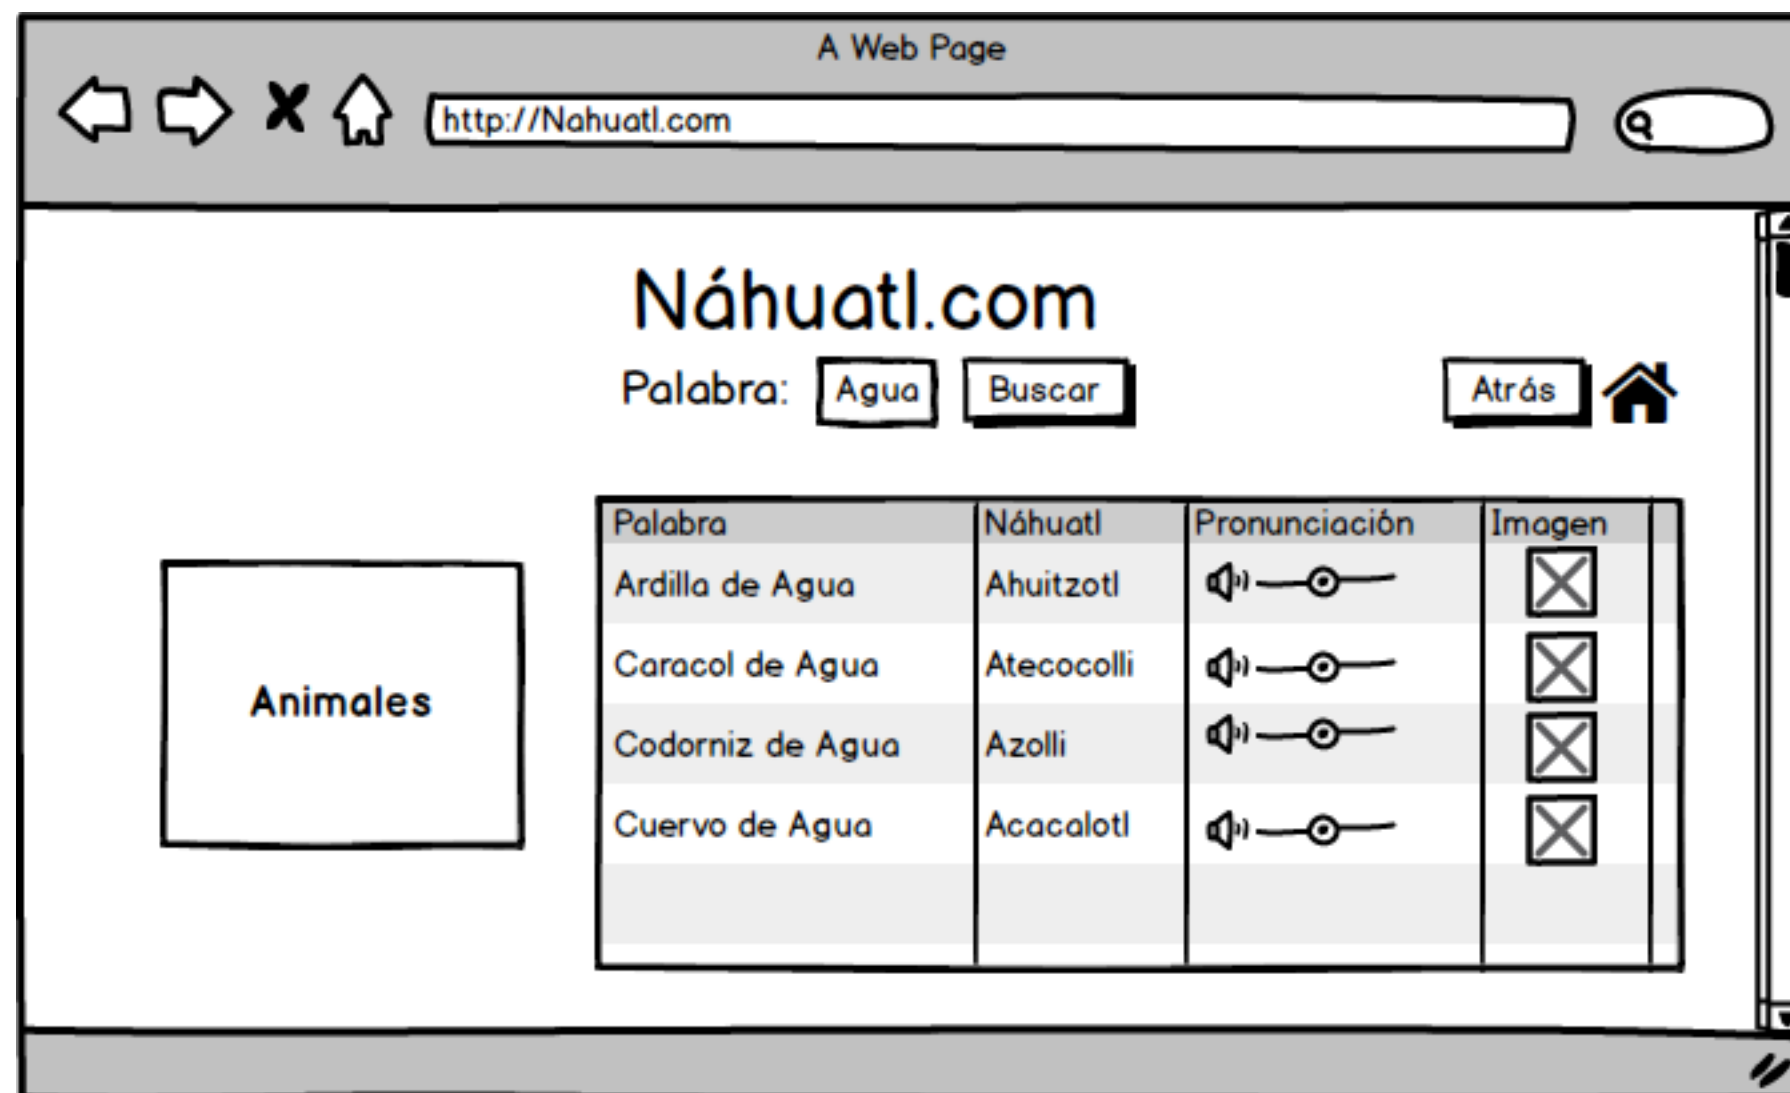 A Web Page
http://Nahuatl.com
Náhuatl.com
Palabra: Agua Buscar Atrás
Palabra Náhuatl Pronunciación Imagen
Ardilla de Agua Ahuitzotl
Caracol de Agua Atecocolli
Animales
Codorniz de Agua Azolli
Cuervo de Agua Acacalotl